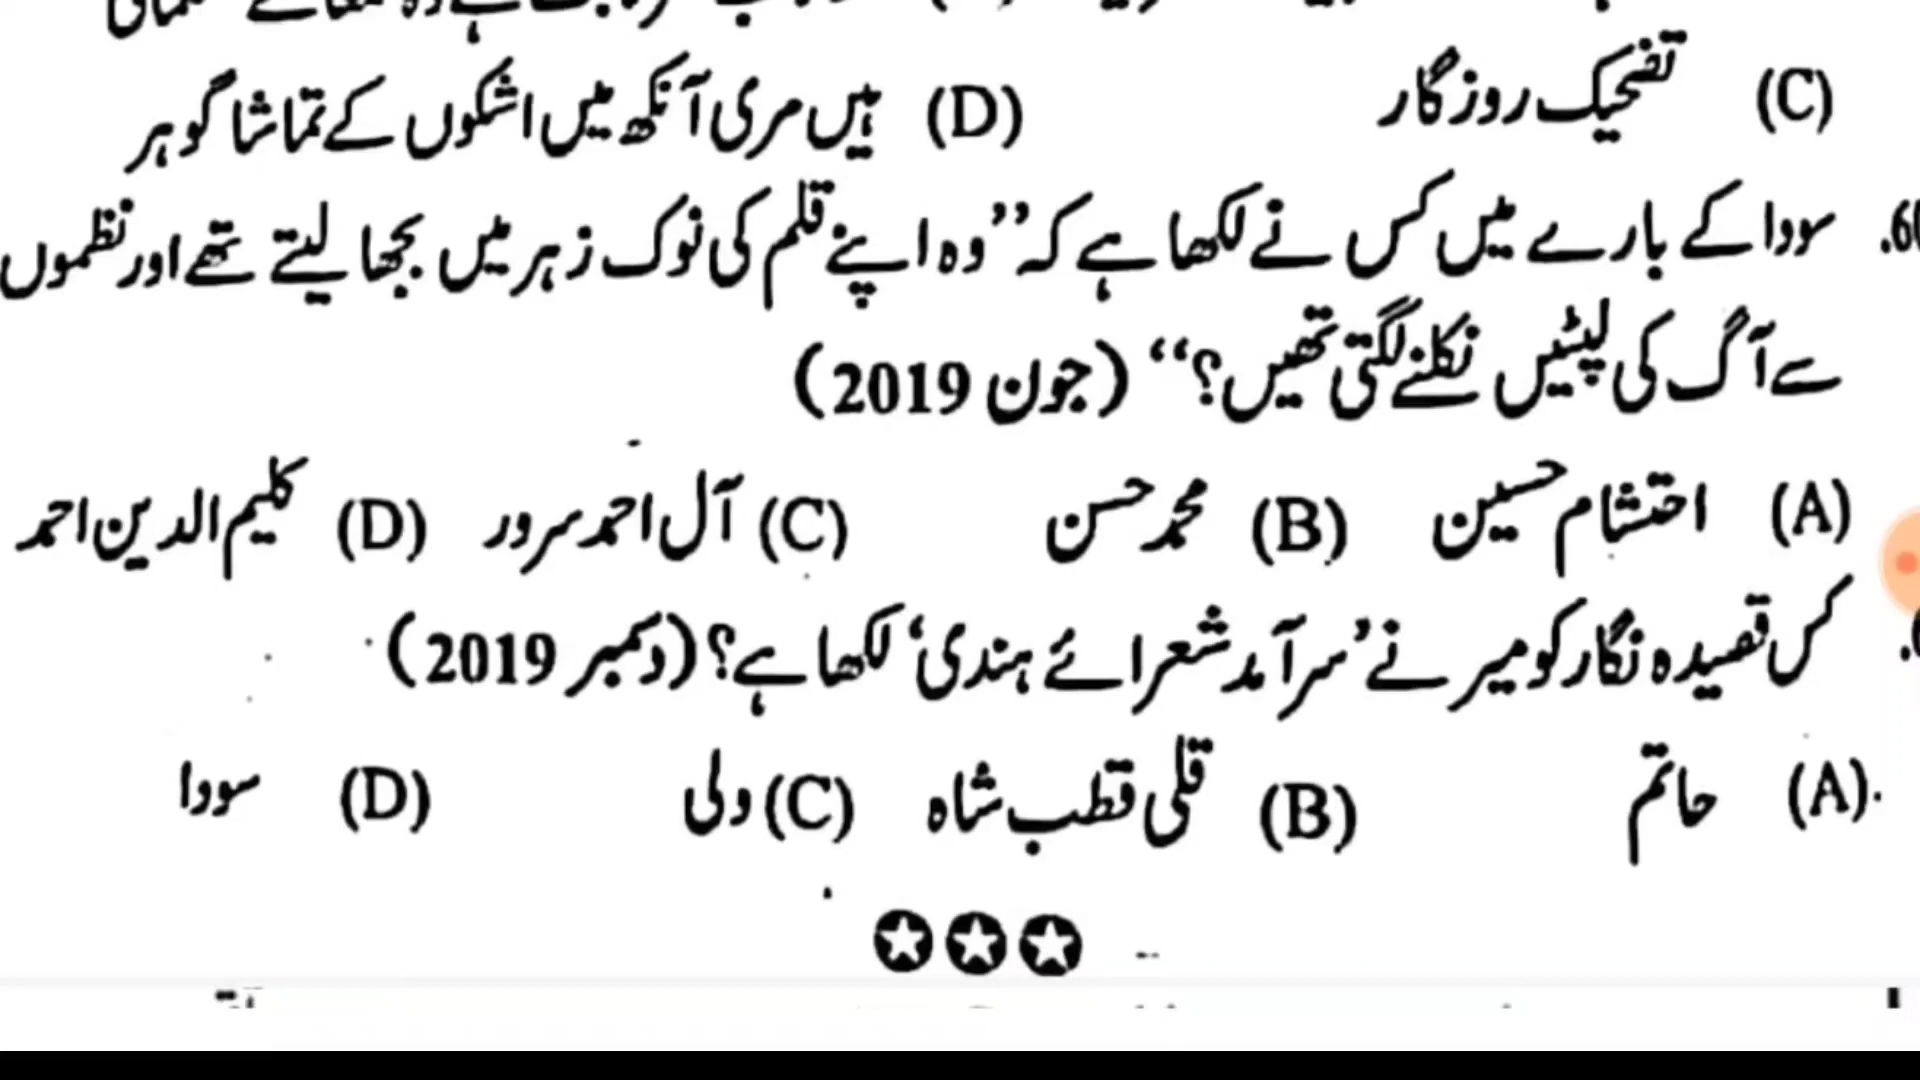 (C) تضحیک روزگار (D) ہیں مری آنکھ میں اشکوں کے تماشا گوہر
سودا کے بارے میں کس نے لکھا ہے کہ ”وہ اپنے قلم کی نوک زہر میں بجھا لیتے تھے اور نظموں
سے آگ کی لپٹیں نکلنے لگتی تھیں؟“ (جون 2019)
(A) احتشام حسین (B) محمد حسن (C) آل احمد سرور (D) کلیم الدین احمد
کس قصیدہ نگار کو میر نے ’سرآمد شعرائے ہندی‘ لکھا ہے؟ (دسمبر 2019)
(A) حاتم (B) قلی قطب شاہ (C) ولی (D) سودا